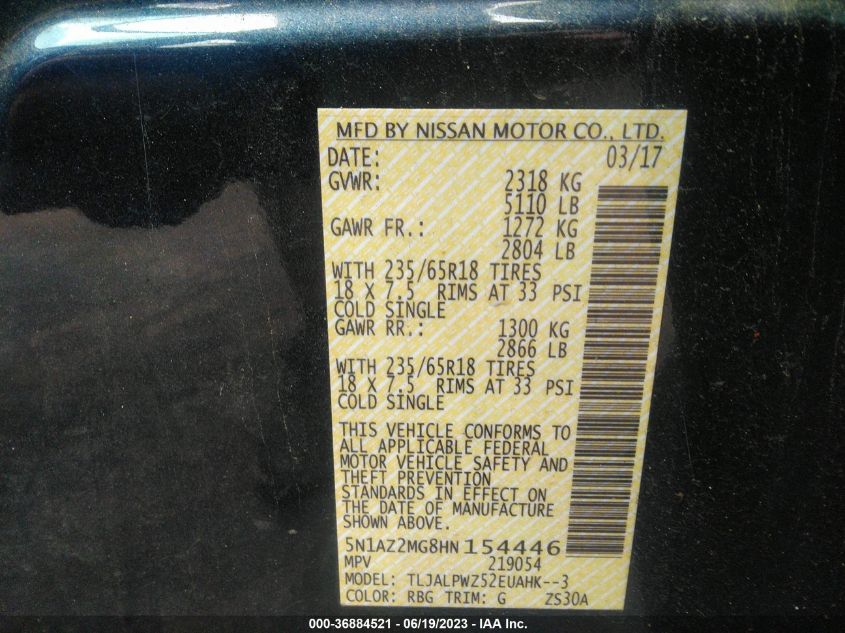 MFD BY NISSAN MOTOR CO., LTD.
DATE: 03/17
GVWR: 2318 KG
5110 LB
GAWR FR.: 1272 KG
2804 LB
WITH 235/65R18 TIRES
18 X 7.5 RIMS AT 33 PSI
COLD SINGLE
GAWR RR.: 1300 KG
2866 LB
WITH 235/65R18 TIRES
18 X 7.5 RIMS AT 33 PSI
COLD SINGLE
THIS VEHICLE CONFORMS TO
ALL APPLICABLE FEDERAL
MOTOR VEHICLE SAFETY AND
THEFT PREVENTION
STANDARDS IN EFFECT ON
THE DATE OF MANUFACTURE
SHOWN ABOVE.
5N1AZ2MG8HN154446
MPV 219054
MODEL: TLJALPWZ52EUAHK--3
COLOR: RBG TRIM: G ZS30A
000-36884521 - 06/19/2023 - IAA Inc.